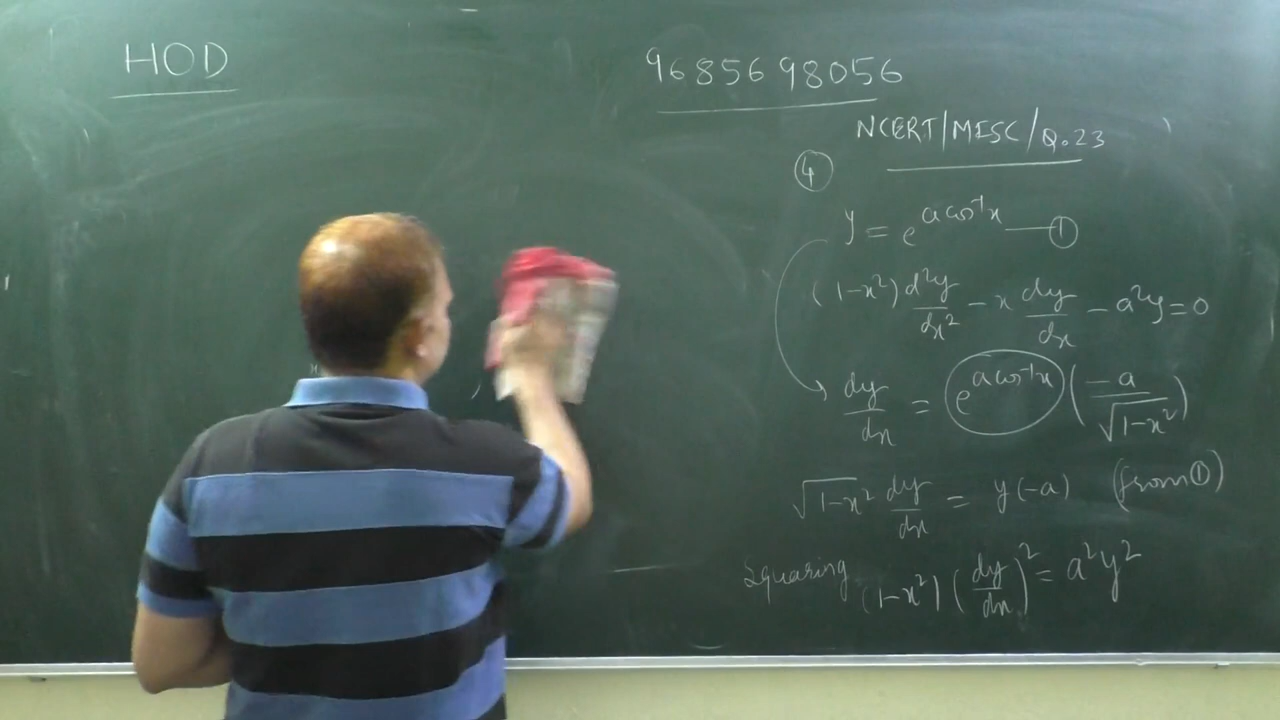 HOD
9685698056
NCERT/MISC/Q.23
④
y = e^(a cos⁻¹x) — ①
(1-x²) d²y/dx² - x dy/dx - a²y = 0
dy/dx = e^(a cos⁻¹x) (-a/√(1-x²))
√(1-x²) dy/dx = y(-a) (from ①)
Squaring (1-x²) (dy/dx)² = a²y²